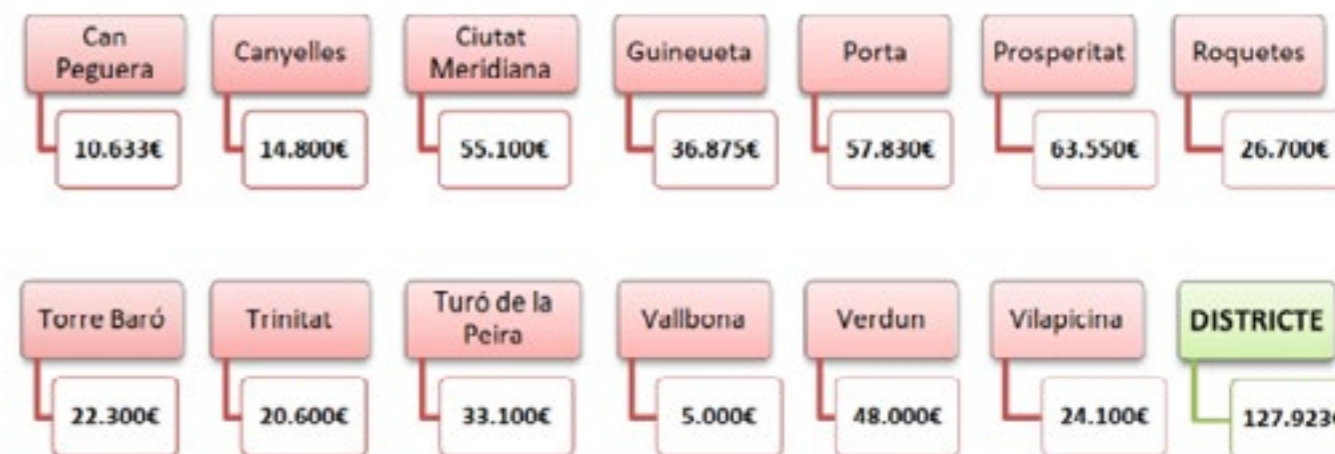 Can
Peguera
10.633€
Canyelles
14.800€
Ciutat
Meridiana
55.100€
Guineueta
36.875€
Porta
57.830€
Prosperitat
63.550€
Roquetes
26.700€
Torre Baró
22.300€
Trinitat
20.600€
Turó de la
Peira
33.100€
Vallbona
5.000€
Verdun
48.000€
Vilapicina
24.100€
DISTRICTE
127.923€